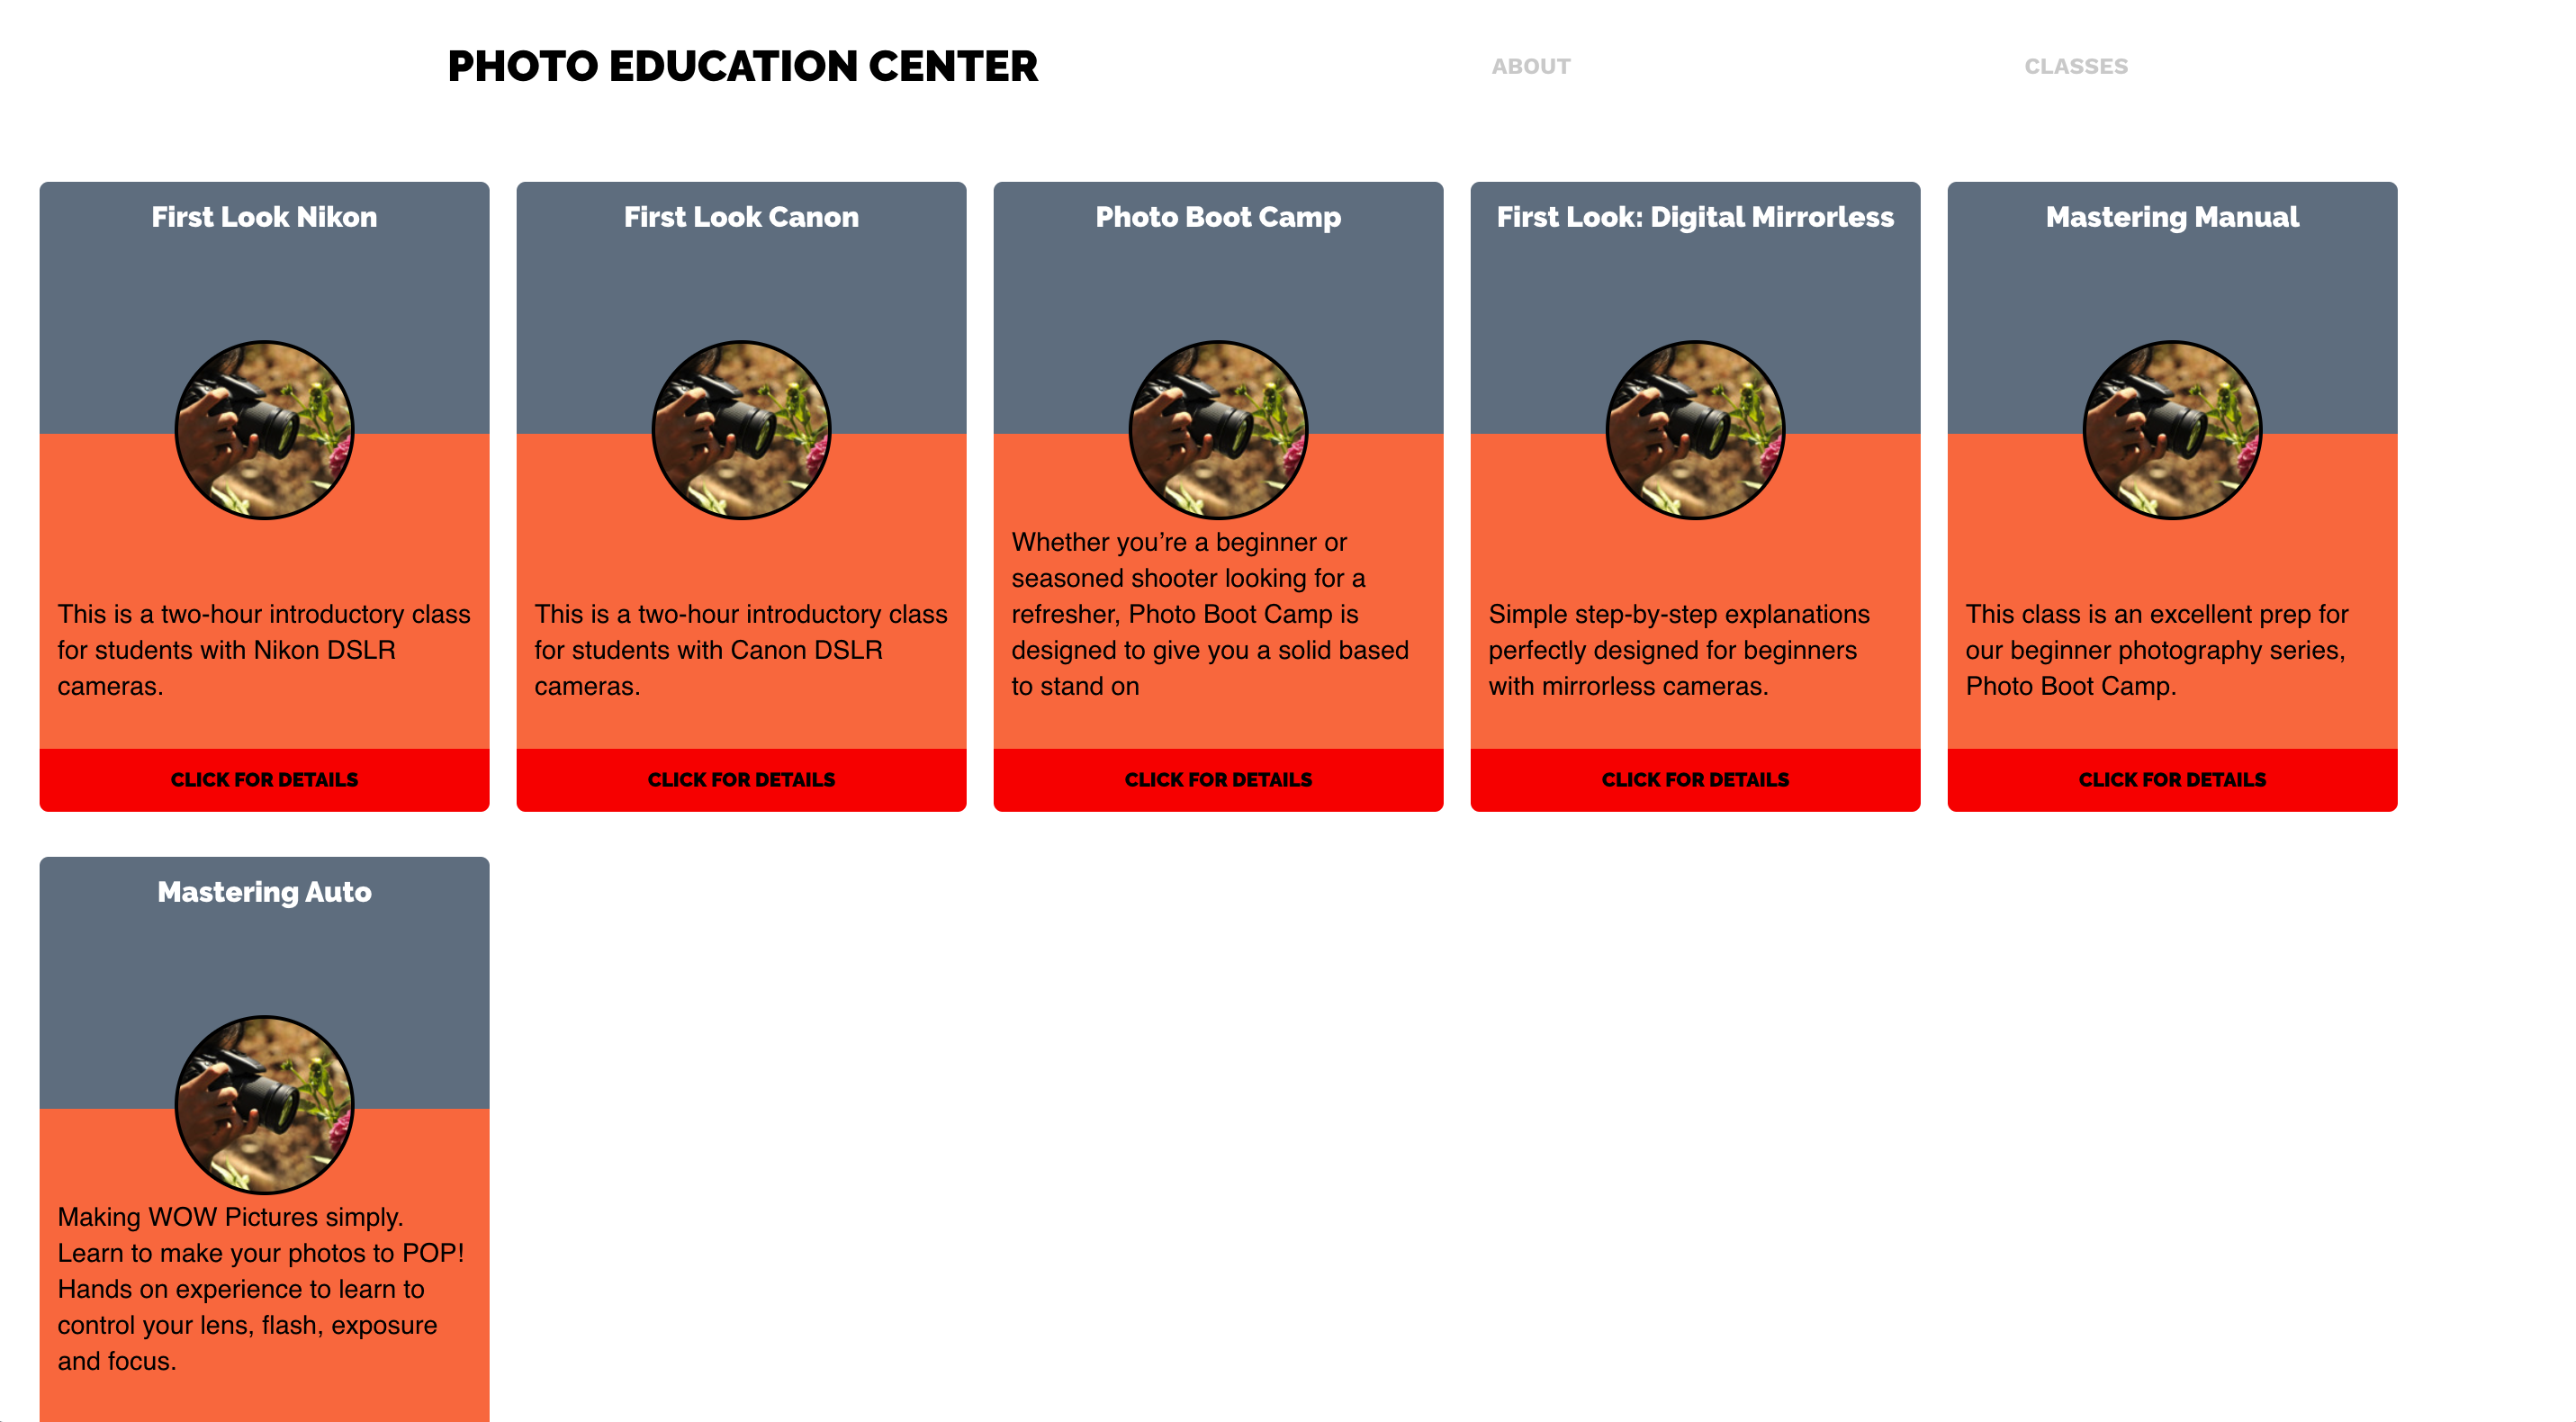 PHOTO EDUCATION CENTER
ABOUT
CLASSES
First Look Nikon
This is a two-hour introductory class
for students with Nikon DSLR
cameras.
CLICK FOR DETAILS
First Look Canon
This is a two-hour introductory class
for students with Canon DSLR
cameras.
CLICK FOR DETAILS
Photo Boot Camp
Whether you’re a beginner or
seasoned shooter looking for a
refresher, Photo Boot Camp is
designed to give you a solid based
to stand on
CLICK FOR DETAILS
First Look: Digital Mirrorless
Simple step-by-step explanations
perfectly designed for beginners
with mirrorless cameras.
CLICK FOR DETAILS
Mastering Manual
This class is an excellent prep for
our beginner photography series,
Photo Boot Camp.
CLICK FOR DETAILS
Mastering Auto
Making WOW Pictures simply.
Learn to make your photos to POP!
Hands on experience to learn to
control your lens, flash, exposure
and focus.